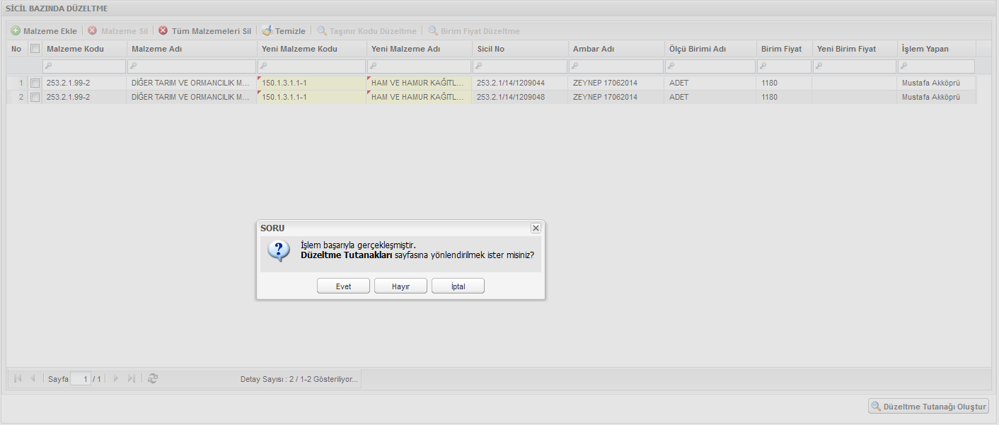 SİCİL BAZINDA DÜZELTME
Malzeme Ekle Malzeme Sil Tüm Malzemeleri Sil Temizle Taşınır Kodu Düzeltme Birim Fiyat Düzeltme
No Malzeme Kodu Malzeme Adı Yeni Malzeme Kodu Yeni Malzeme Adı Sicil No Ambar Adı Ölçü Birimi Adı Birim Fiyat Yeni Birim Fiyat İşlem Yapan
1 253.2.1.99-2 DİĞER TARIM VE ORMANCILIK M... 150.1.3.1.1-1 HAM VE HAMUR KAĞITL... 253.2.1/14/1209044 ZEYNEP 17062014 ADET 1180 Mustafa Akköprü
2 253.2.1.99-2 DİĞER TARIM VE ORMANCILIK M... 150.1.3.1.1-1 HAM VE HAMUR KAĞITL... 253.2.1/14/1209048 ZEYNEP 17062014 ADET 1180 Mustafa Akköprü
SORU
İşlem başarıyla gerçekleşmiştir.
Düzeltme Tutanakları sayfasına yönlendirilmek ister misiniz?
Evet Hayır İptal
Sayfa 1 / 1 Detay Sayısı : 2 / 1-2 Gösteriliyor...
Düzeltme Tutanağı Oluştur